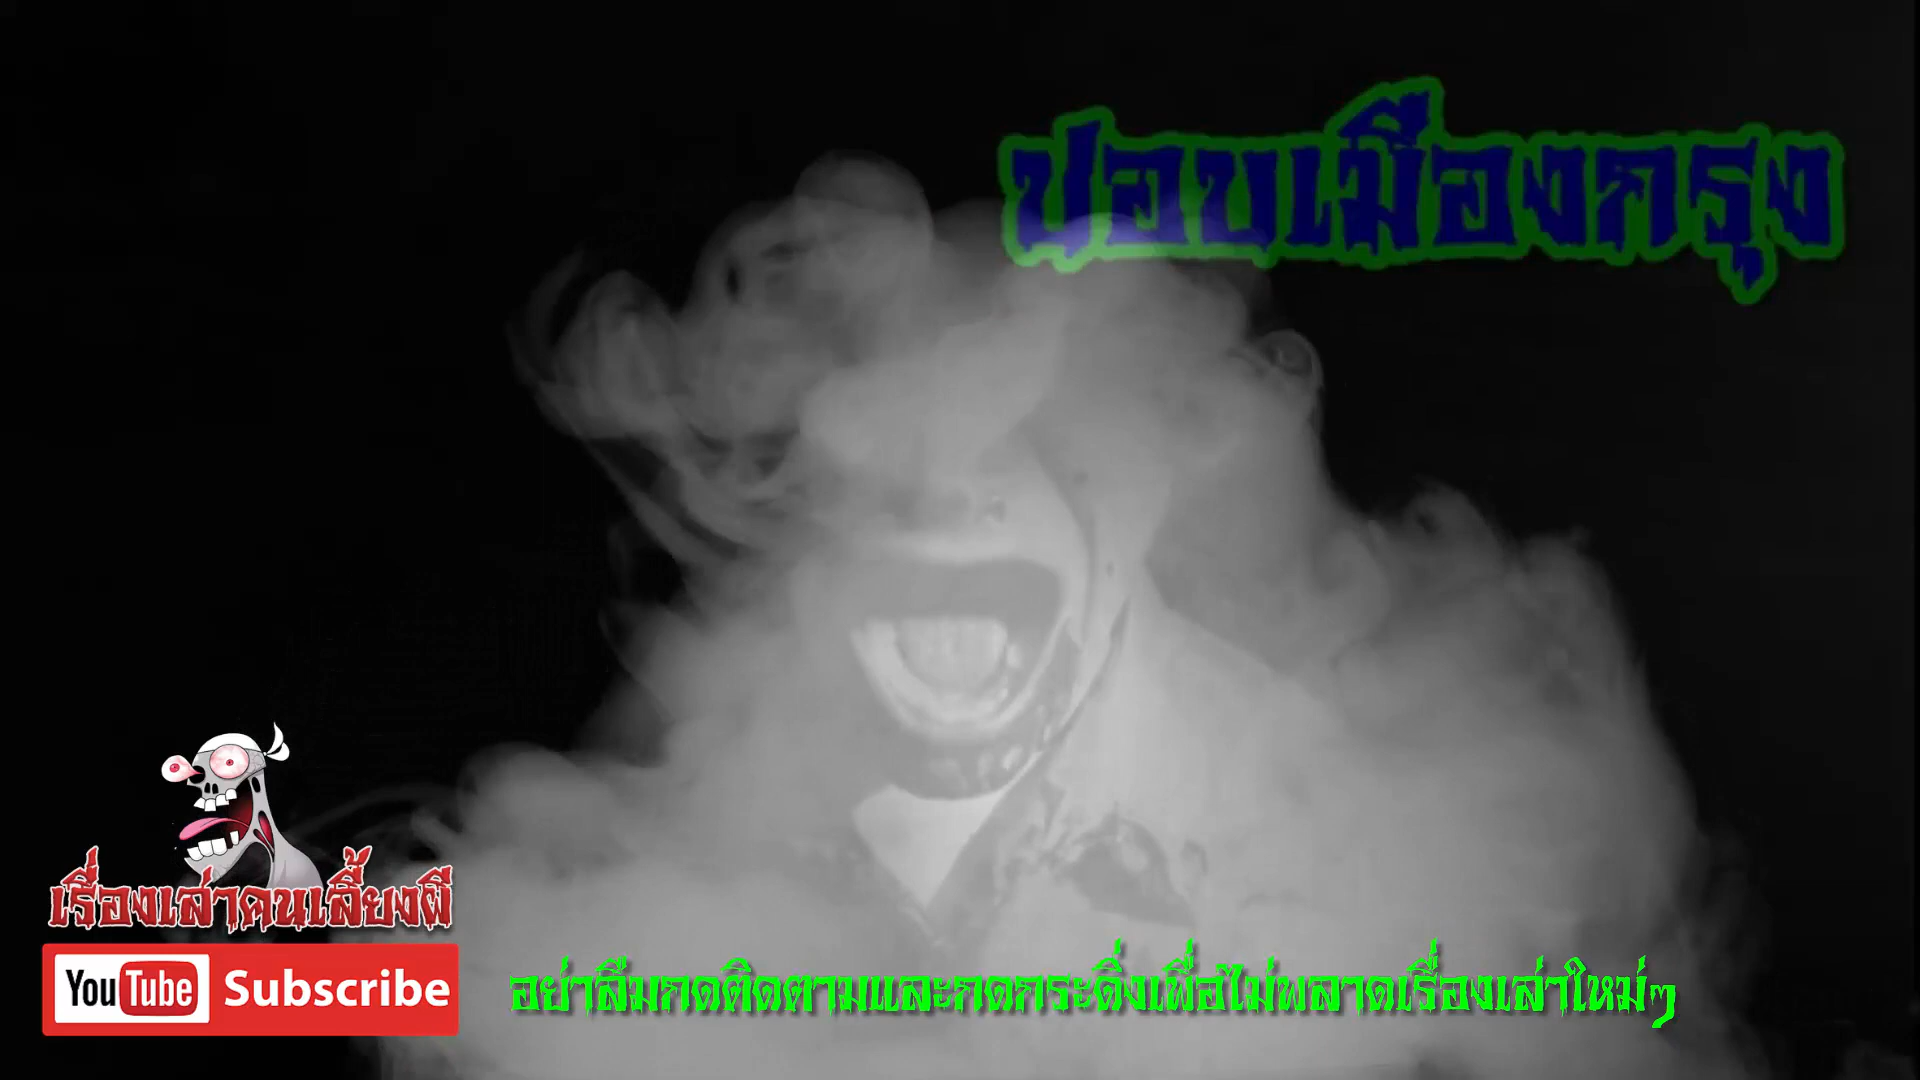 ปอบเมืองกรุง
เรื่องเล่าคนเลี้ยงผี
YouTube Subscribe
อย่าลืมกดติดตามและกดกระดิ่งเพื่อไม่พลาดเรื่องเล่าใหม่ๆ